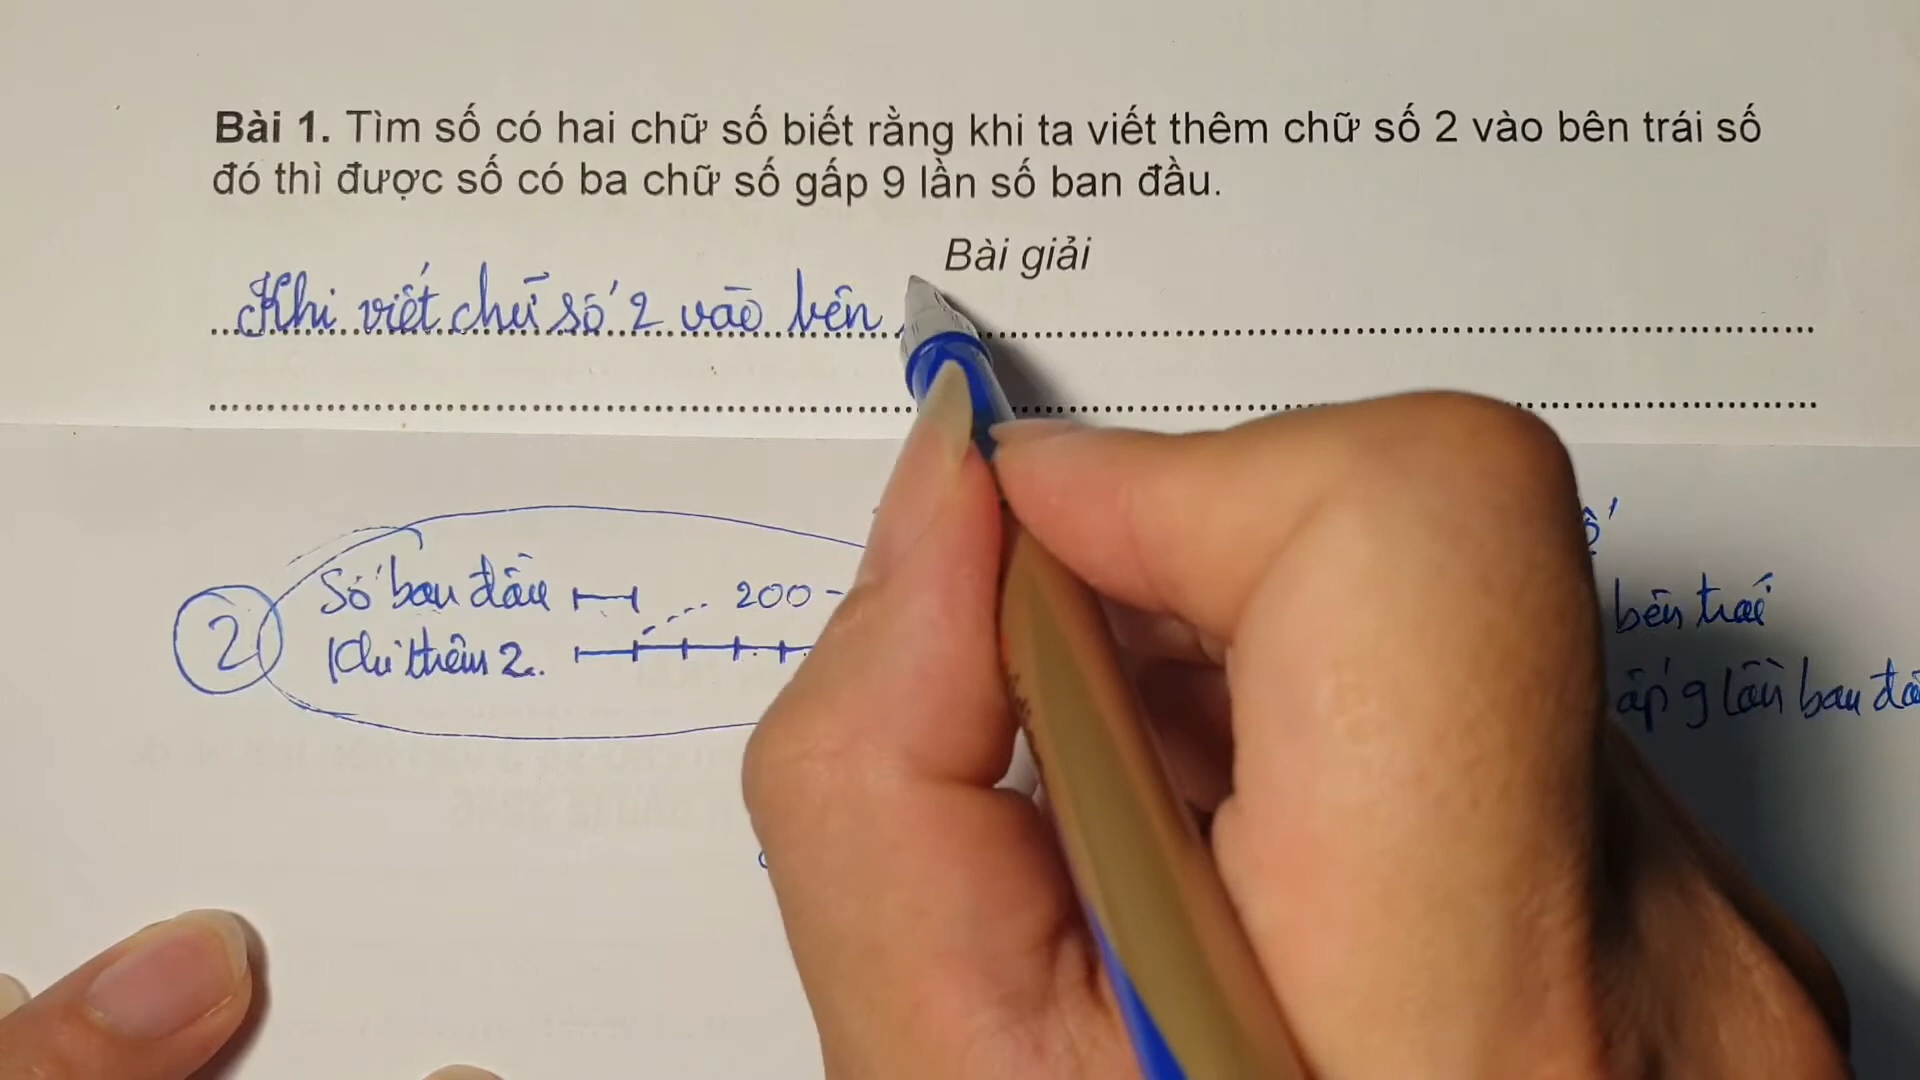 Bài 1. Tìm số có hai chữ số biết rằng khi ta viết thêm chữ số 2 vào bên trái số
đó thì được số có ba chữ số gấp 9 lần số ban đầu.
Bài giải
Khi viết chữ số 2 vào bên
2
Số ban đầu 200
Khi thêm 2.
bên trái
gấp 9 lần ban đầ